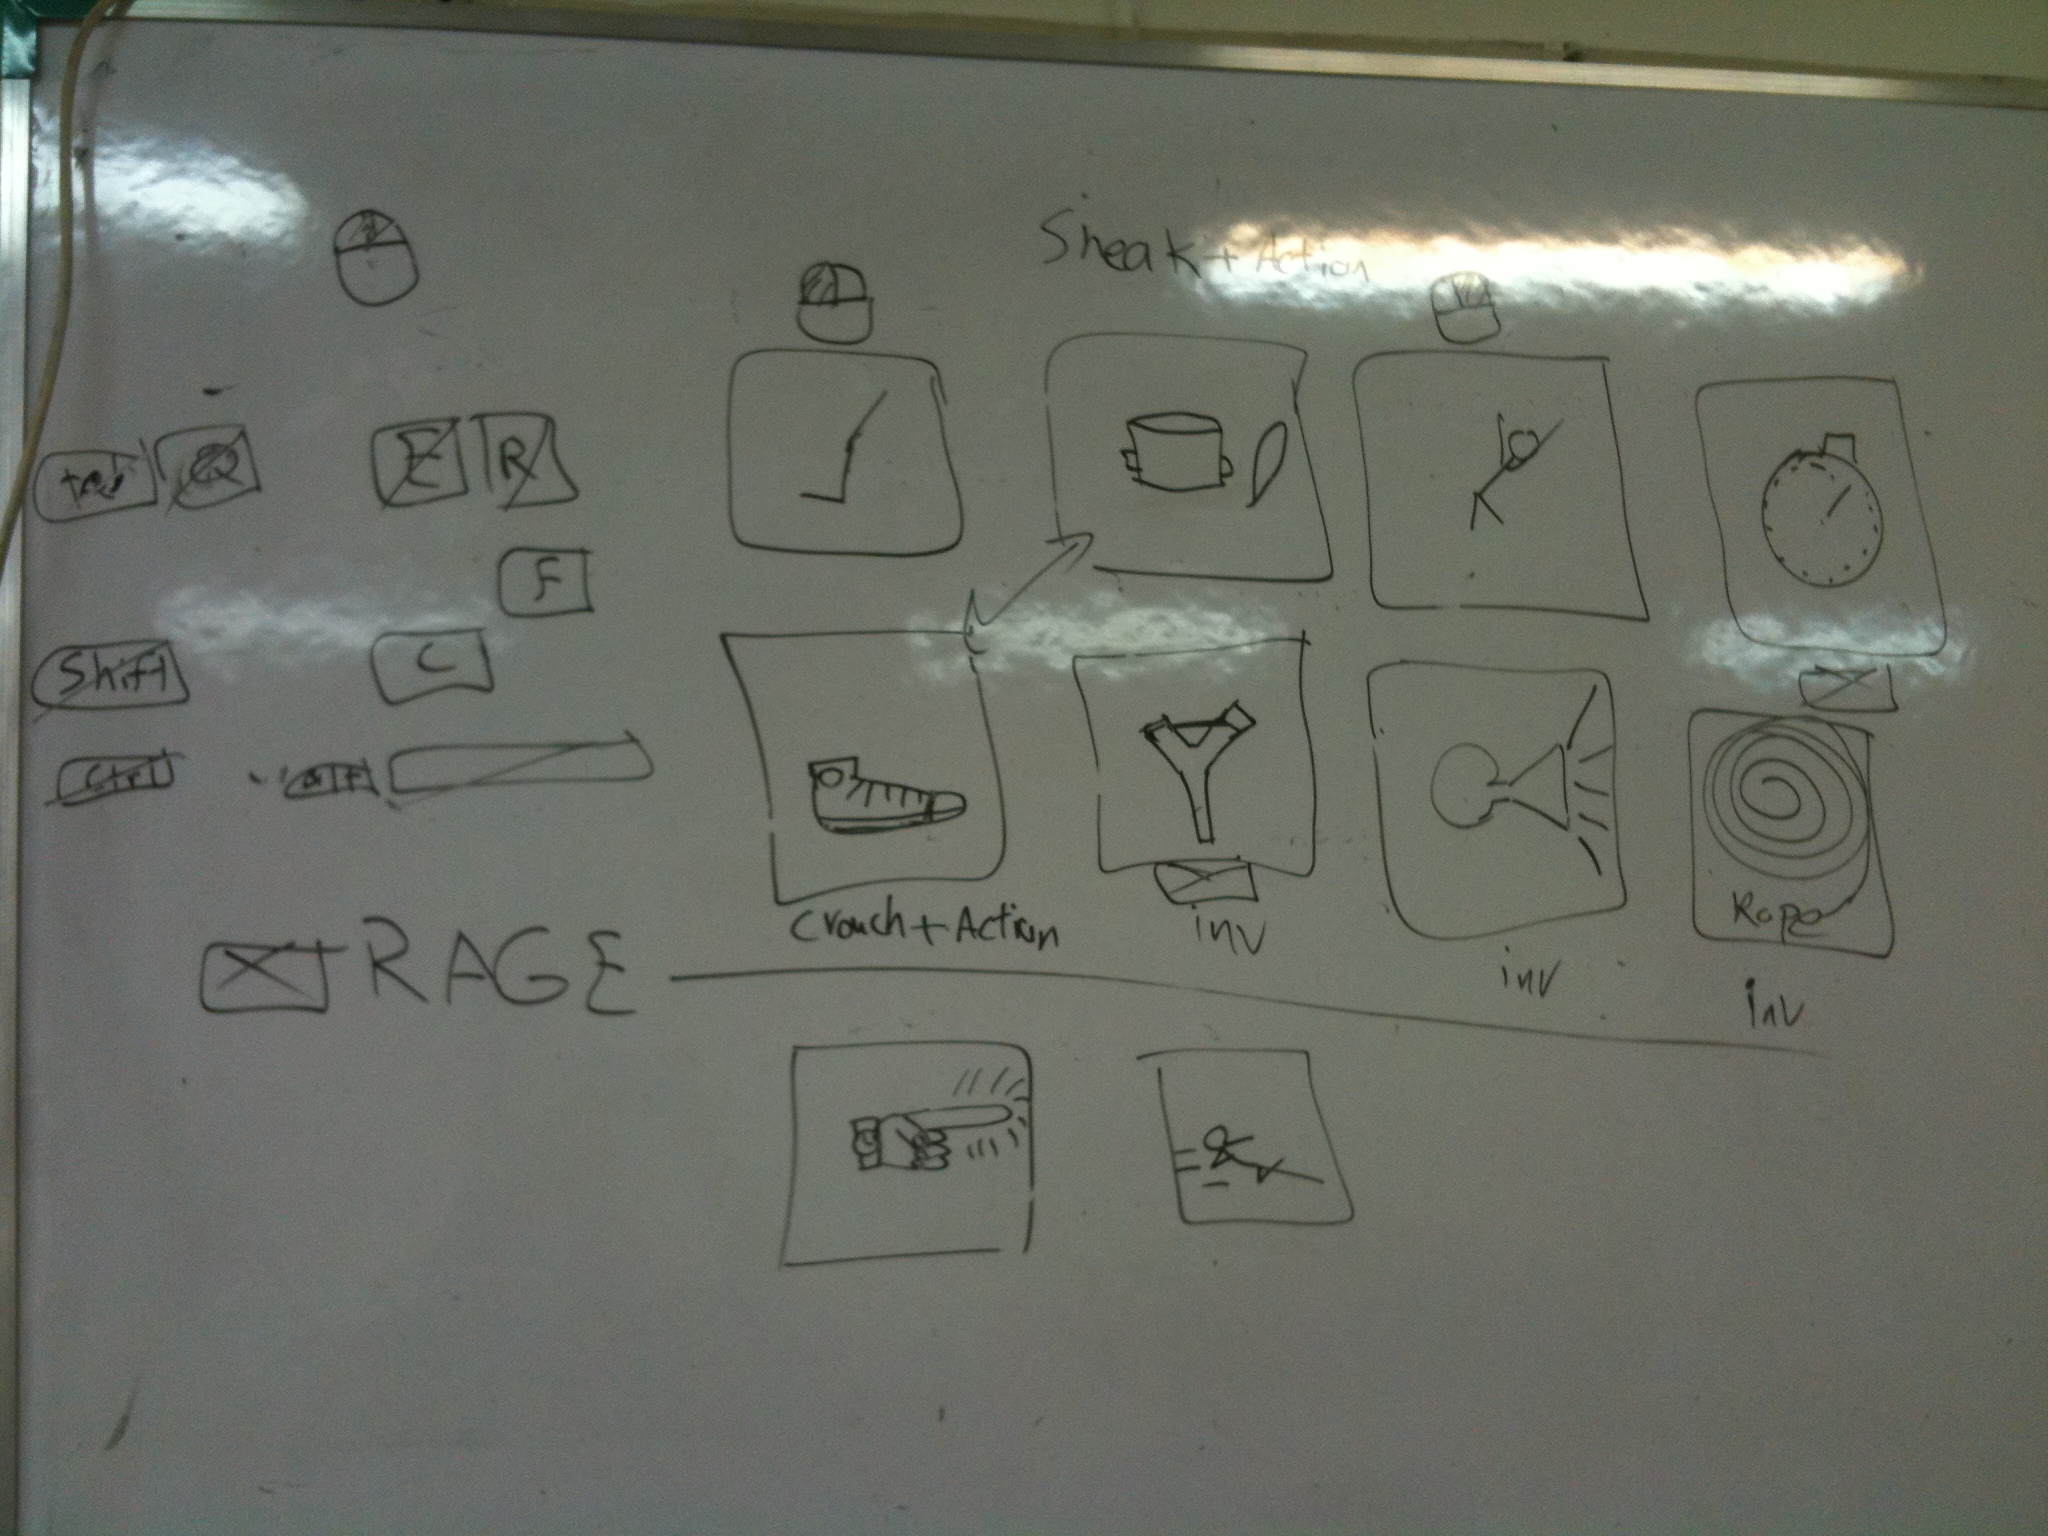 Sneak + Action
tab Q E R
F
Shift C
Ctrl alt
Crouch + Action
inv
inv
Rope
inv
RAGE